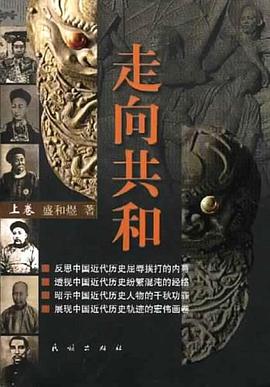 走向共和
上卷 盛和煜 著
反思中国近代历史屈辱挨打的内幕
透视中国近代历史纷繁混沌的经络
昭示中国近代历史人物的千秋功罪
展现中国近代历史轨迹的宏伟画卷
民族出版社